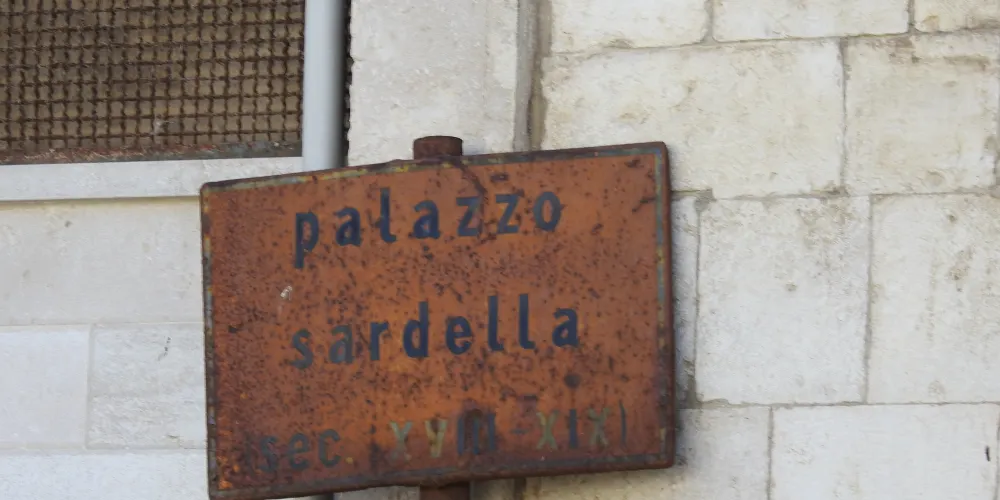 palazzo
sardella
sec. XVIII - XIX